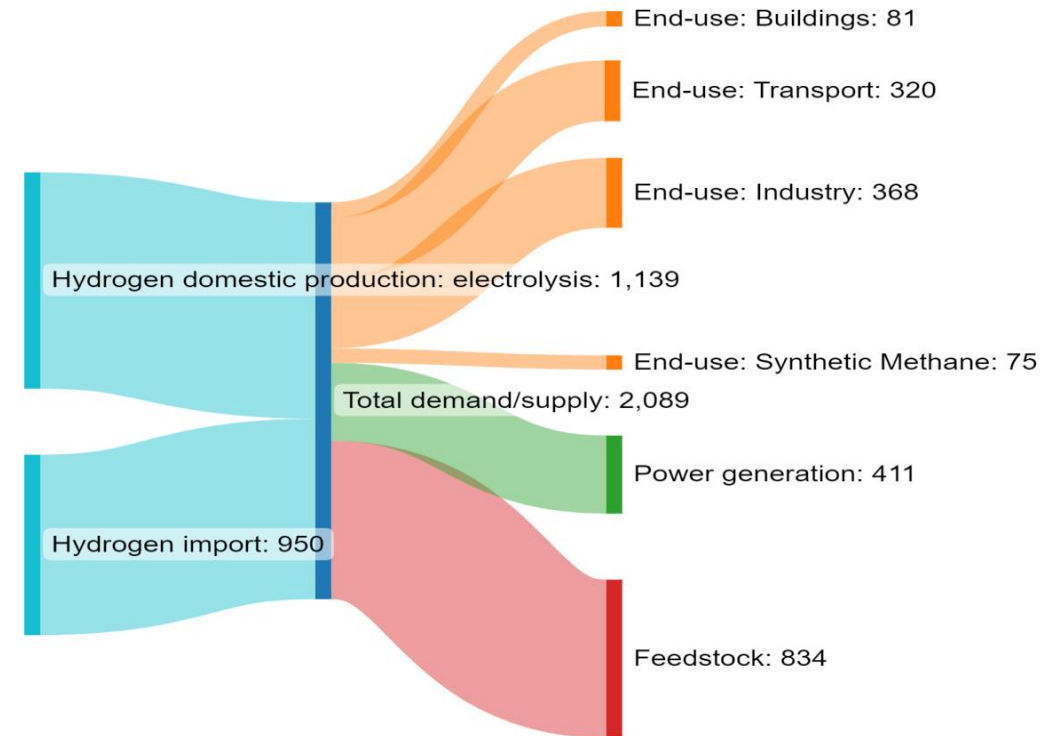 End-use: Buildings: 81
End-use: Transport: 320
End-use: Industry: 368
Hydrogen domestic production: electrolysis: 1,139
End-use: Synthetic Methane: 75
Total demand/supply: 2,089
Power generation: 411
Hydrogen import: 950
Feedstock: 834